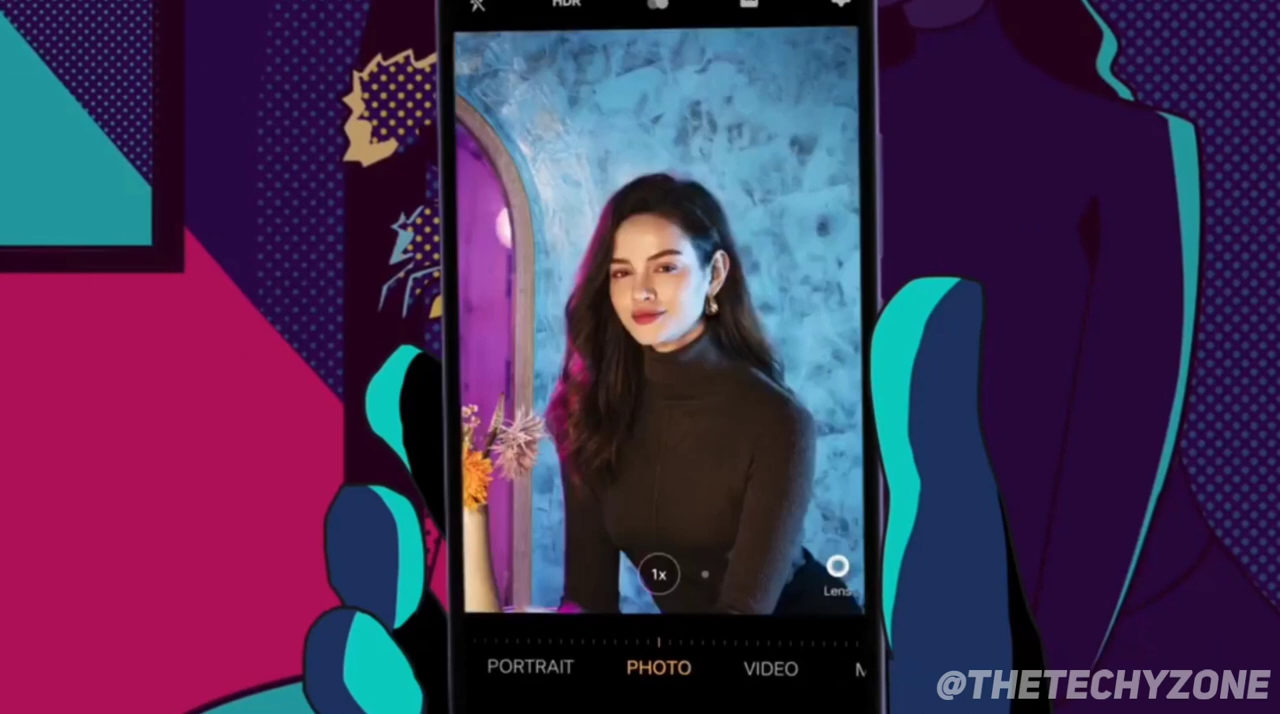 HDR
1x
Lens
PORTRAIT PHOTO VIDEO M
@THETECHYZONE